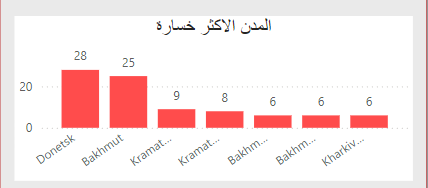 المدن الاكثر خسارة
28
25
9
8
6
6
6
20
0
Donetsk
Bakhmut
Kramat...
Kramat...
Bakhm...
Bakhm...
Kharkiv...